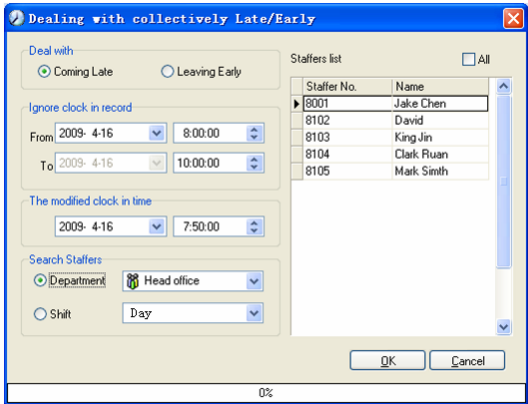 Dealing with collectively Late/Early
Deal with
Coming Late
Leaving Early
Ignore clock in record
From 2009- 4-16 8:00:00
To 2009- 4-16 10:00:00
The modified clock in time
2009- 4-16 7:50:00
Search Staffers
Department Head office
Shift Day
Staffers list All
Staffer No. Name
8001 Jake Chen
8102 David
8103 King Jin
8104 Clark Ruan
8105 Mark Simth
OK Cancel
0%